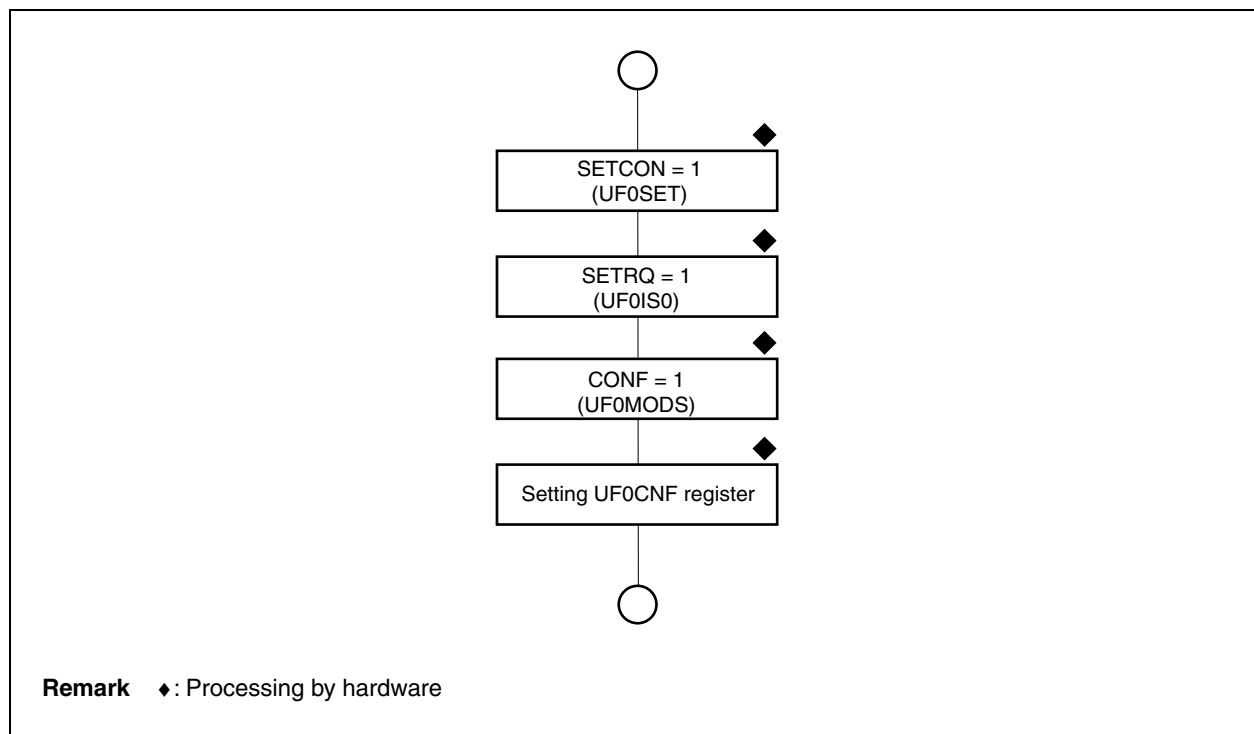 SETCON = 1
(UF0SET)
SETRQ = 1
(UF0IS0)
CONF = 1
(UF0MODS)
Setting UF0CNF register
Remark ♦: Processing by hardware